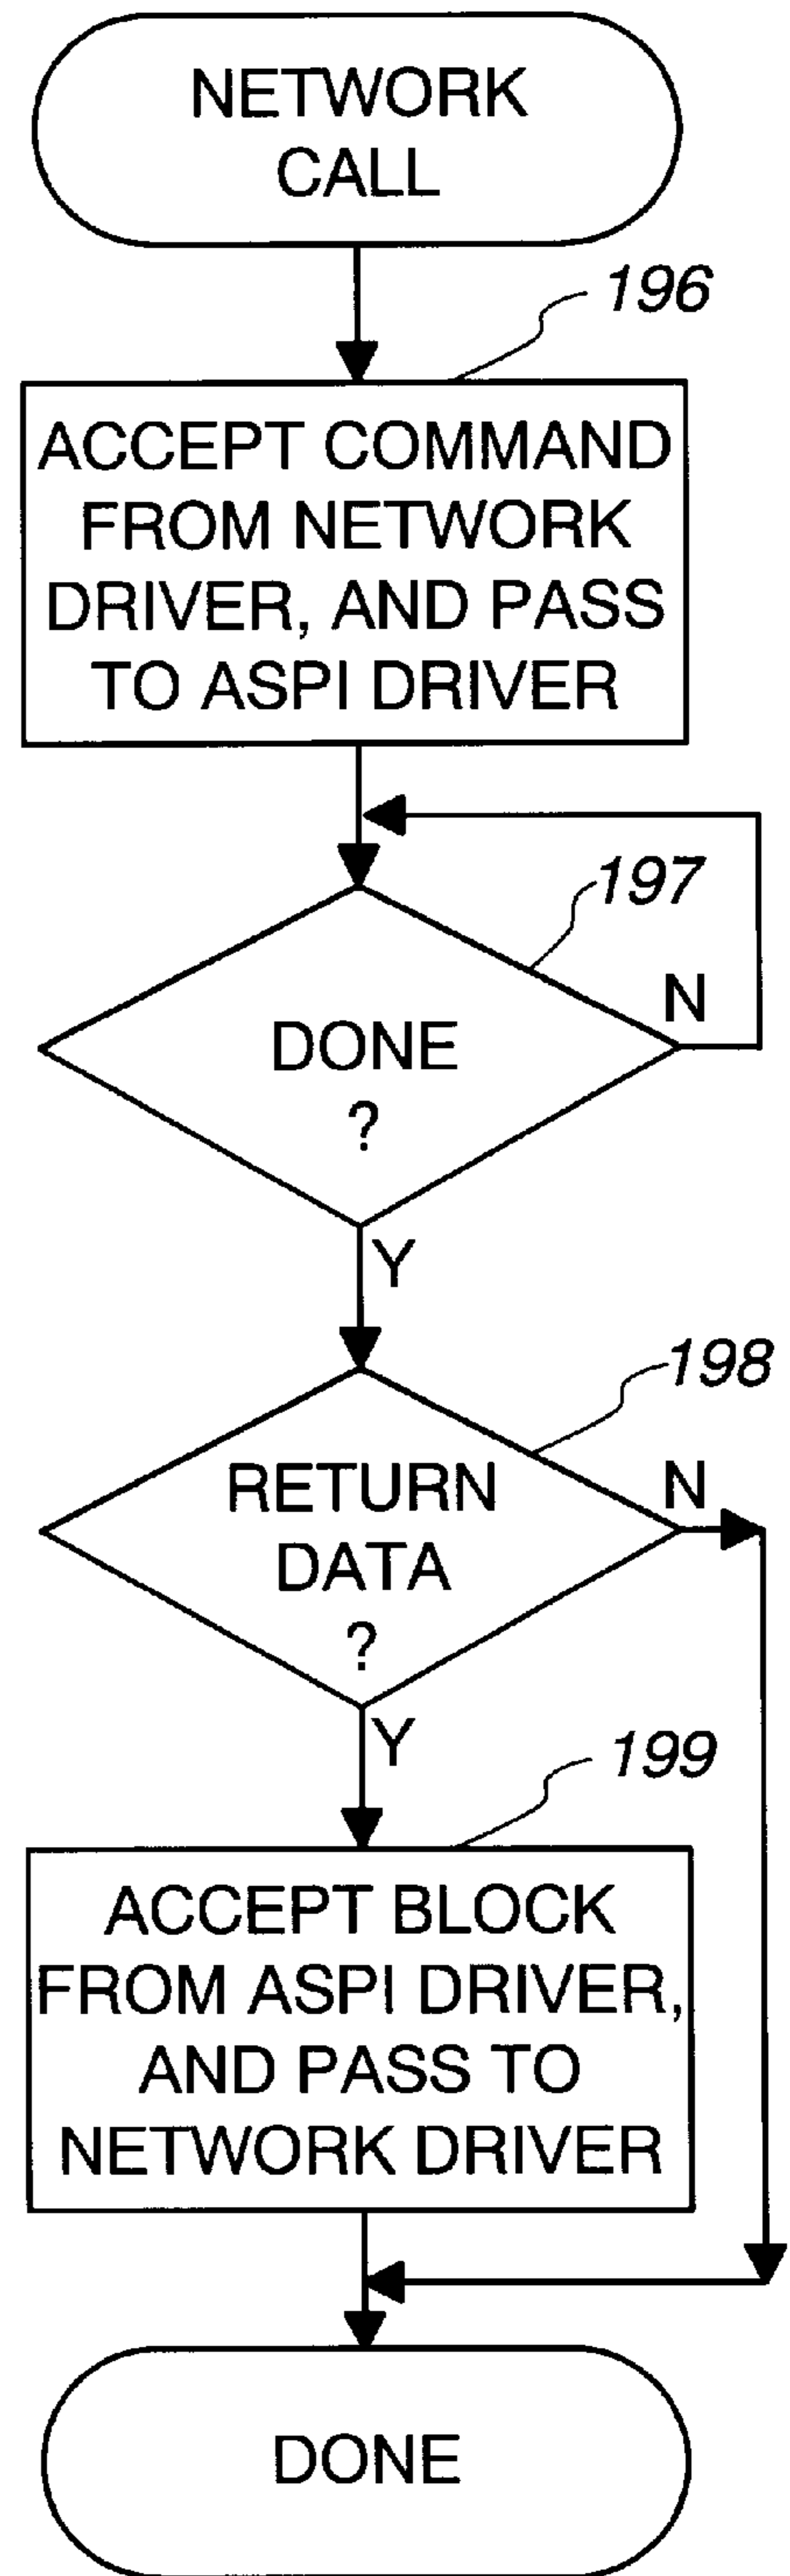 NETWORK
CALL
196
ACCEPT COMMAND
FROM NETWORK
DRIVER, AND PASS
TO ASPI DRIVER
197
N
DONE
?
Y
198
N
RETURN
DATA
?
Y
199
ACCEPT BLOCK
FROM ASPI DRIVER,
AND PASS TO
NETWORK DRIVER
DONE